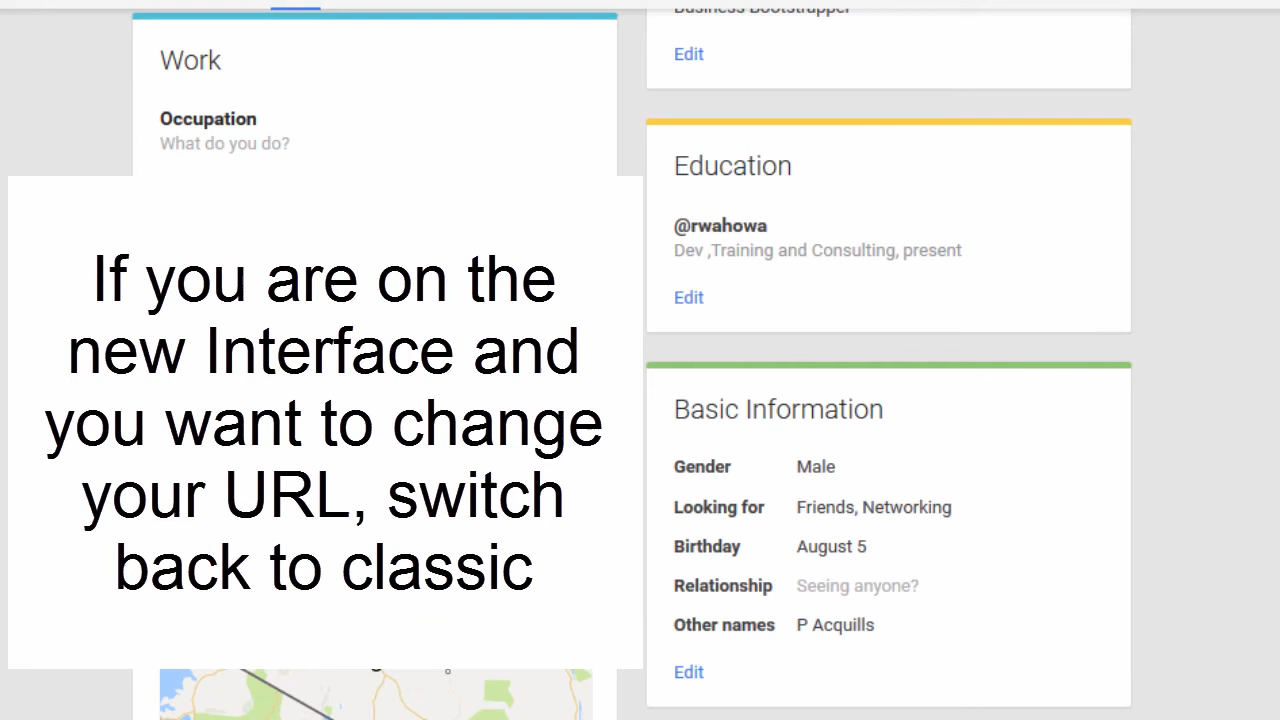 Business Bootstrapper
Edit
Work
Occupation
What do you do?
If you are on the
new Interface and
you want to change
your URL, switch
back to classic
Education
@rwahowa
Dev ,Training and Consulting, present
Edit
Basic Information
Gender Male
Looking for Friends, Networking
Birthday August 5
Relationship Seeing anyone?
Other names P Acquills
Edit